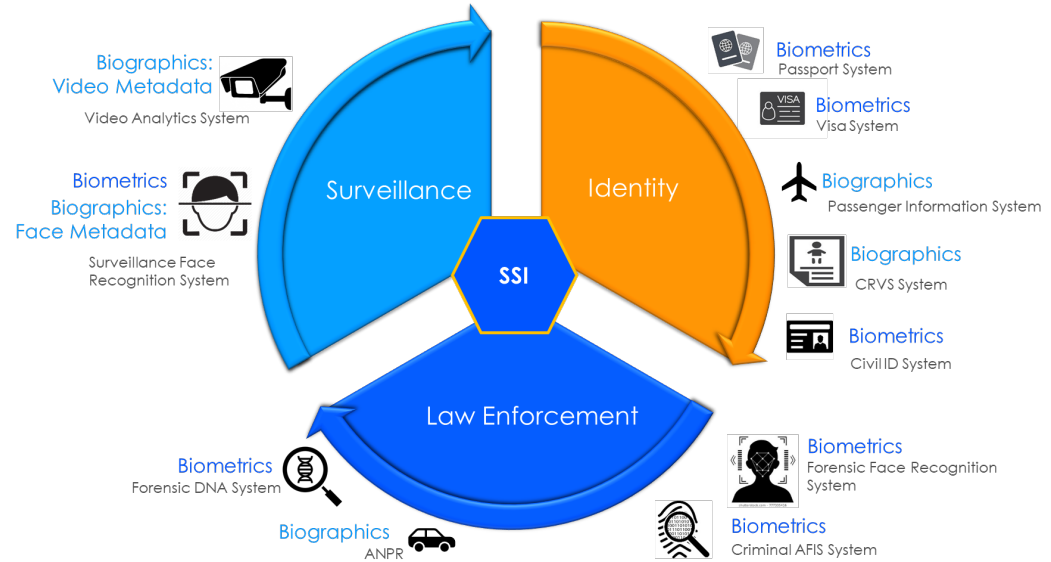 Biographics:
Video Metadata
Video Analytics System
Biometrics
Biographics:
Face Metadata
Surveillance Face
Recognition System
Surveillance
Identity
SSI
Law Enforcement
Biometrics
Passport System
VISA
Biometrics
Visa System
Biographics
Passenger Information System
Biographics
CRVS System
Biometrics
Civil ID System
Biometrics
Forensic Face Recognition
System
Biometrics
Criminal AFIS System
Biometrics
Forensic DNA System
Biographics
ANPR